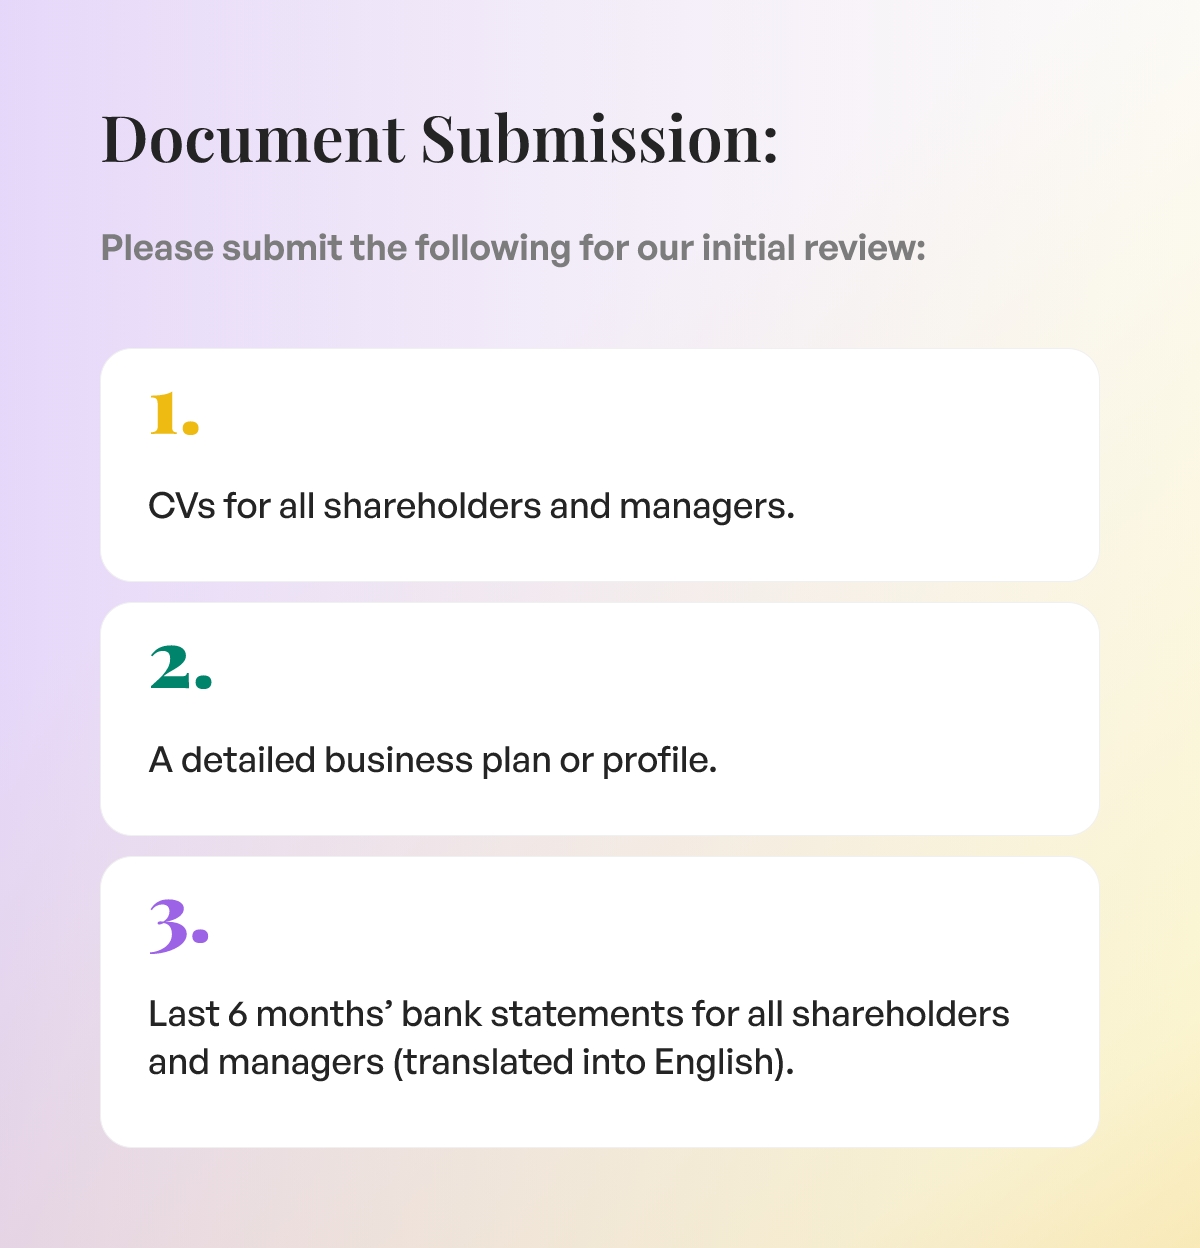 Document Submission:
Please submit the following for our initial review:
1.
CVs for all shareholders and managers.
2.
A detailed business plan or profile.
3.
Last 6 months’ bank statements for all shareholders
and managers (translated into English).